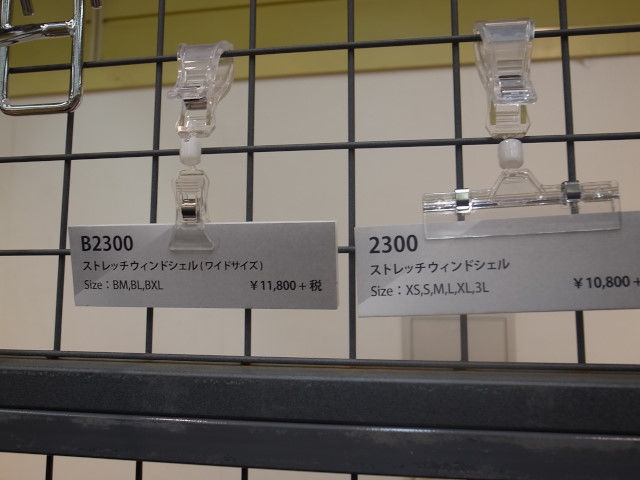 B2300
ストレッチウィンドシェル(ワイドサイズ)
Size：BM,BL,BXL
￥11,800+税
2300
ストレッチウィンドシェル
Size：XS,S,M,L,XL,3L
￥10,800+